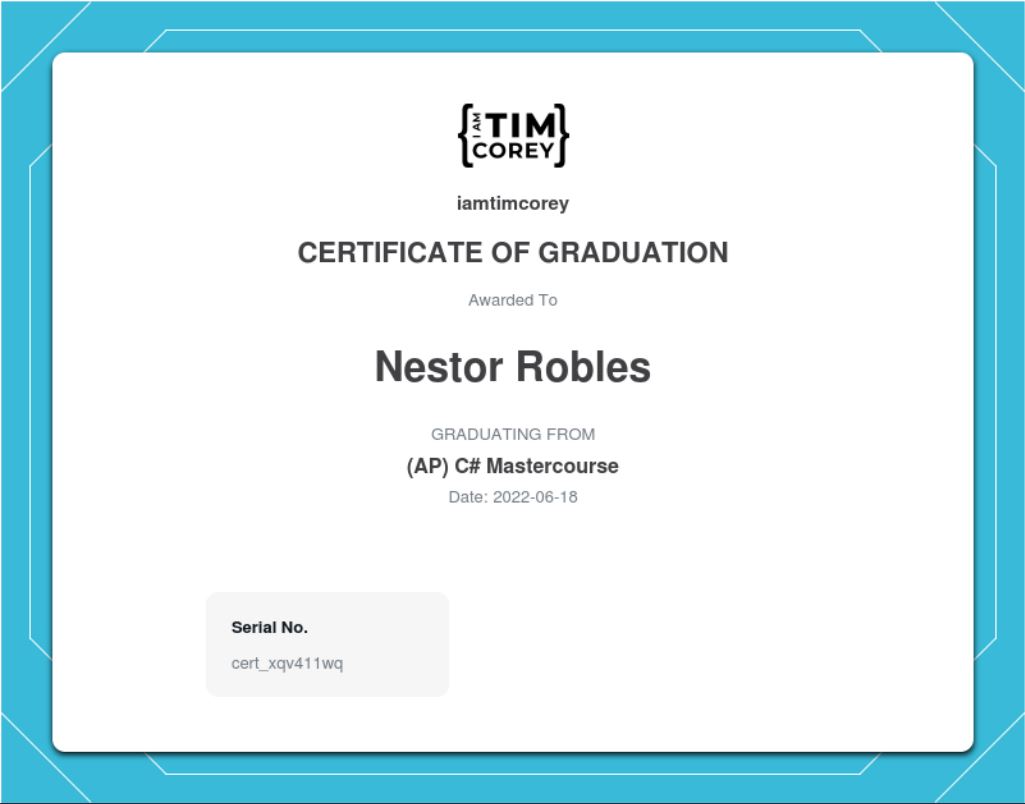 I AM TIM
COREY
iamtimcorey
CERTIFICATE OF GRADUATION
Awarded To
Nestor Robles
GRADUATING FROM
(AP) C# Mastercourse
Date: 2022-06-18
Serial No.
cert_xqv411wq